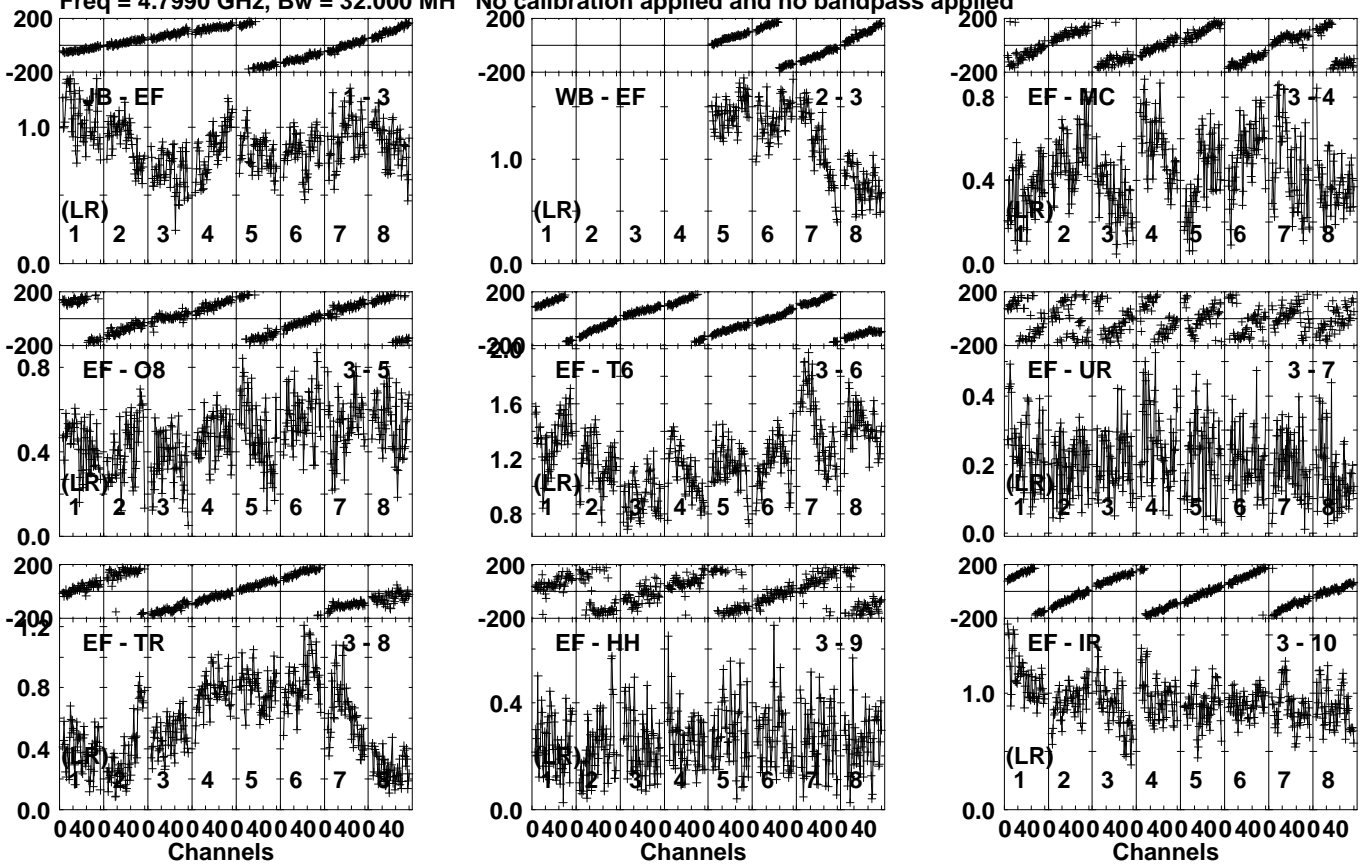 Freq = 4.7990 GHz, Bw = 32.000 MH No calibration applied and no bandpass applied
200
-200
JB - EF 1 - 3
1.0
(LR)
1 2 3 4 5 6 7 8
0.0
200
-200
WB - EF 2 - 3
1.0
(LR)
1 2 3 4 5 6 7 8
0.0
200
-200
EF - MC 3 - 4
0.8
0.4
(LR)
1 2 3 4 5 6 7 8
0.0
200
-200
EF - O8 3 - 5
0.8
0.4
(LR)
1 2 3 4 5 6 7 8
0.0
200
-200
2.0
EF - T6 3 - 6
1.6
1.2
(LR)
0.8
1 2 3 4 5 6 7 8
200
-200
EF - UR 3 - 7
0.4
0.2
(LR)
1 2 3 4 5 6 7 8
0.0
200
-200
1.2
EF - TR 3 - 8
0.8
0.4
(LR)
1 2 3 4 5 6 7 8
0.0
200
-200
EF - HH 3 - 9
0.4
(LR)
1 2 3 4 5 6 7 8
0.0
200
-200
EF - IR 3 - 10
1.0
(LR)
1 2 3 4 5 6 7 8
0.0
0 40 0 40 0 40 0 40 0 40 0 40 0 40 0 40
Channels
0 40 0 40 0 40 0 40 0 40 0 40 0 40 0 40
Channels
0 40 0 40 0 40 0 40 0 40 0 40 0 40 0 40
Channels